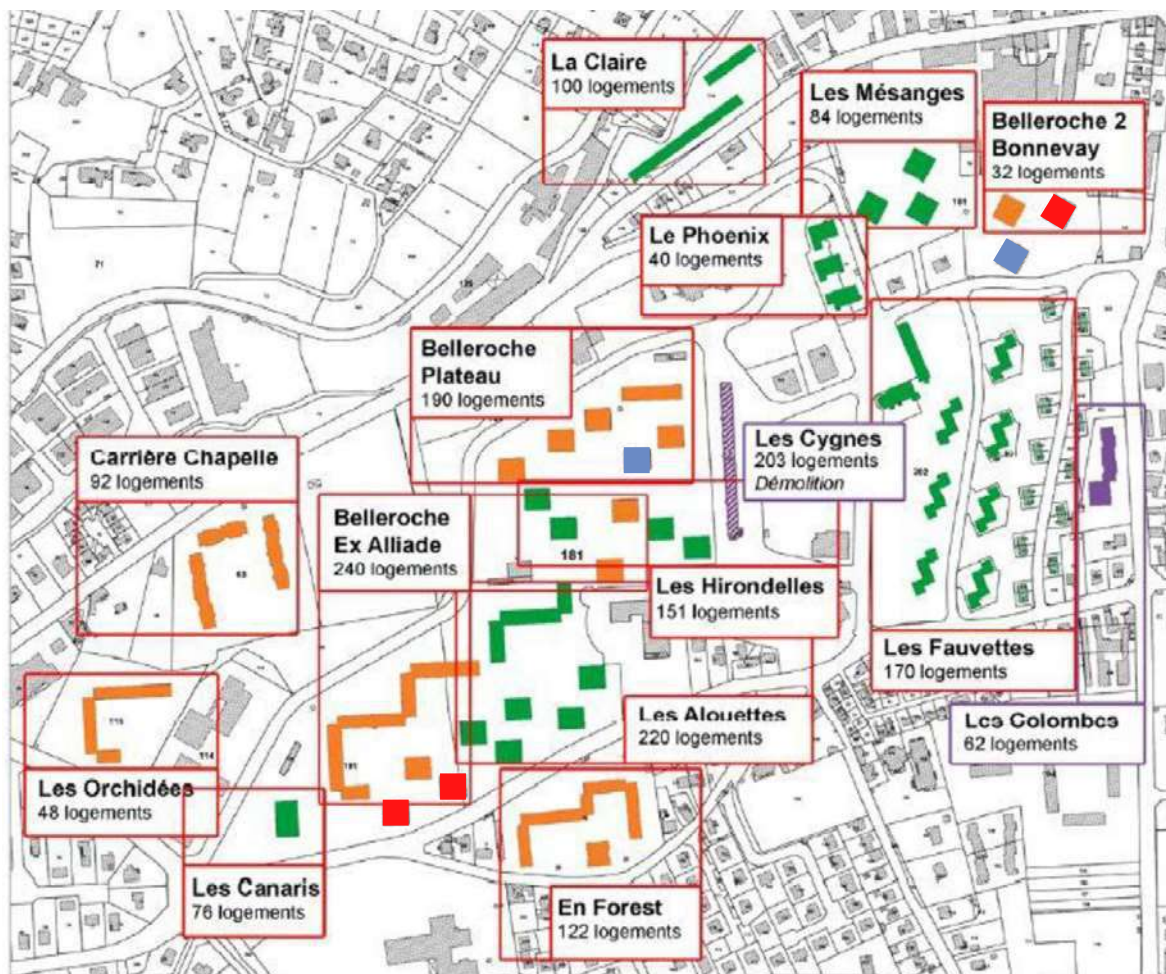 La Claire
100 logements
Les Mésanges
84 logements
Belleroche 2
Bonnevay
32 logements
Le Phoenix
40 logements
Belleroche
Plateau
190 logements
Les Cygnes
203 logements
Démolition
Carrière Chapelle
92 logements
Belleroche
Ex Alliade
240 logements
181
202
Les Hirondelles
151 logements
Les Fauvettes
170 logements
Les Alouettes
220 logements
Les Colombes
62 logements
Les Orchidées
48 logements
114
Les Canaris
76 logements
En Forest
122 logements